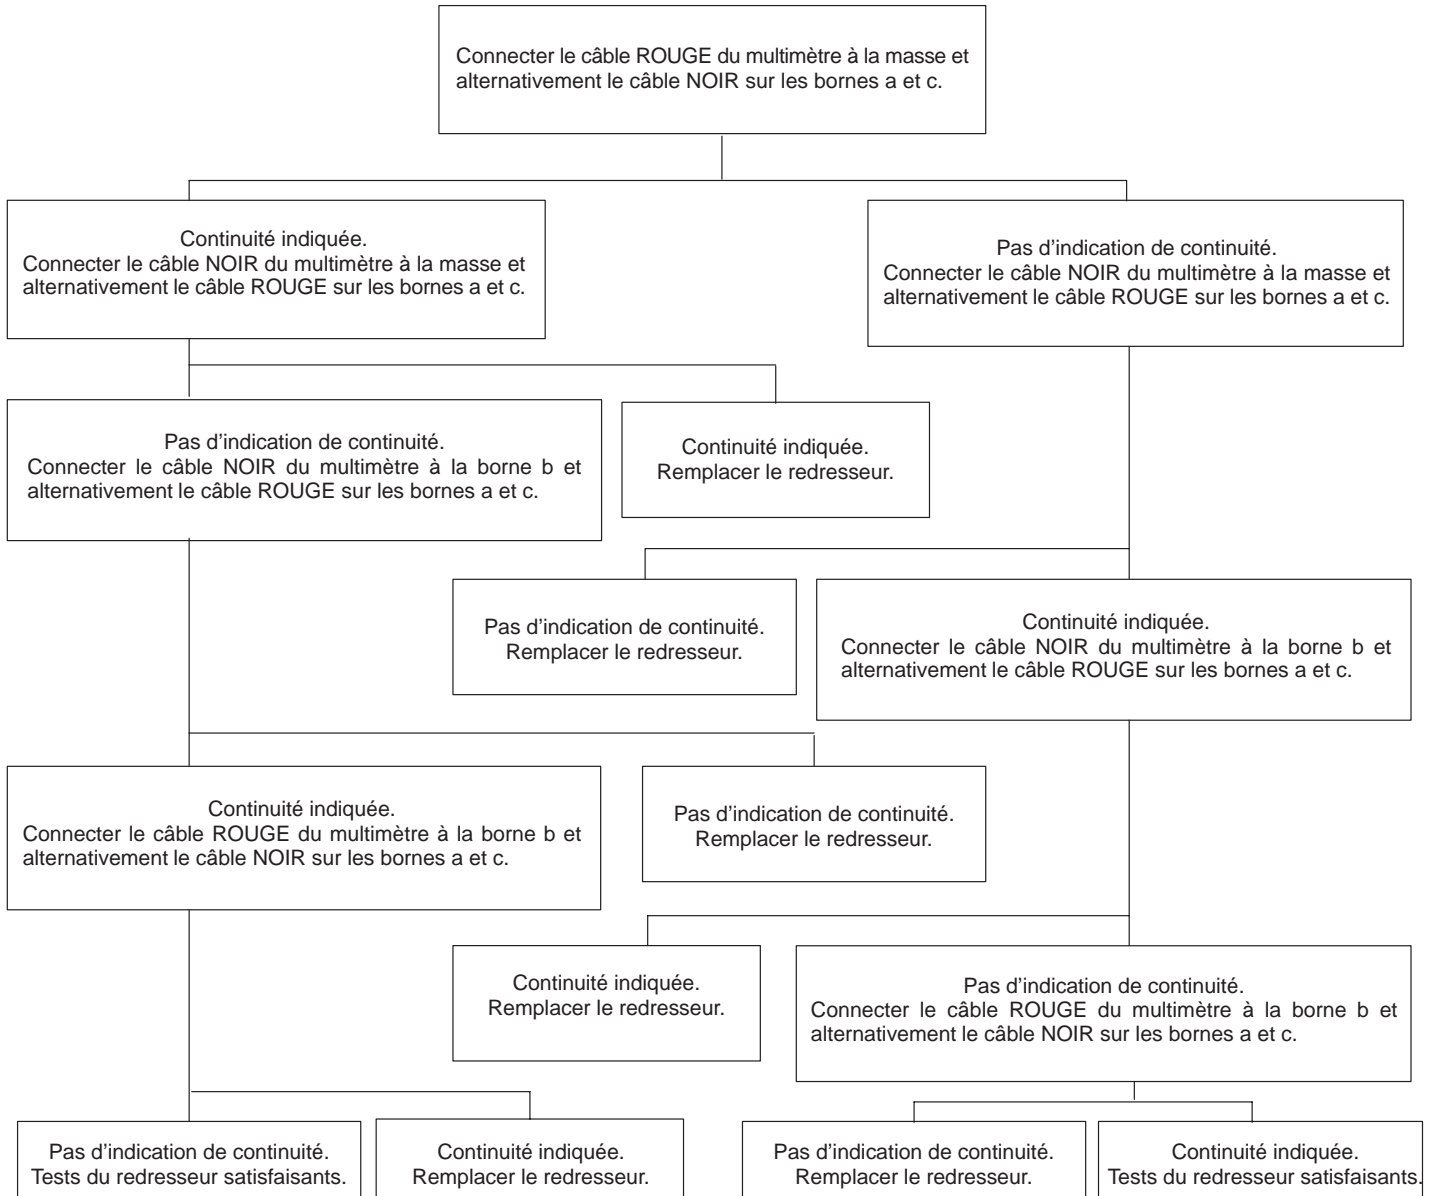 Connecter le câble ROUGE du multimètre à la masse et
alternativement le câble NOIR sur les bornes a et c.
Continuité indiquée.
Connecter le câble NOIR du multimètre à la masse et
alternativement le câble ROUGE sur les bornes a et c.
Pas d’indication de continuité.
Connecter le câble NOIR du multimètre à la masse et
alternativement le câble ROUGE sur les bornes a et c.
Pas d’indication de continuité.
Connecter le câble NOIR du multimètre à la borne b et
alternativement le câble ROUGE sur les bornes a et c.
Continuité indiquée.
Remplacer le redresseur.
Pas d’indication de continuité.
Remplacer le redresseur.
Continuité indiquée.
Connecter le câble NOIR du multimètre à la borne b et
alternativement le câble ROUGE sur les bornes a et c.
Continuité indiquée.
Connecter le câble ROUGE du multimètre à la borne b et
alternativement le câble NOIR sur les bornes a et c.
Pas d’indication de continuité.
Remplacer le redresseur.
Continuité indiquée.
Remplacer le redresseur.
Pas d’indication de continuité.
Connecter le câble ROUGE du multimètre à la borne b et
alternativement le câble NOIR sur les bornes a et c.
Pas d’indication de continuité.
Tests du redresseur satisfaisants.
Continuité indiquée.
Remplacer le redresseur.
Pas d’indication de continuité.
Remplacer le redresseur.
Continuité indiquée.
Tests du redresseur satisfaisants.